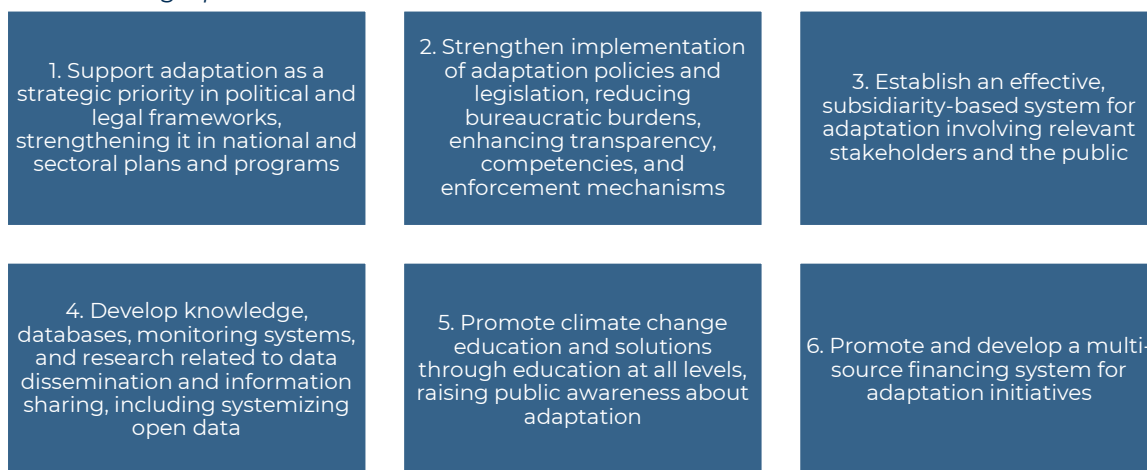 1. Support adaptation as a
strategic priority in political and
legal frameworks,
strengthening it in national and
sectoral plans and programs
2. Strengthen implementation
of adaptation policies and
legislation, reducing
bureaucratic burdens,
enhancing transparency,
competencies, and
enforcement mechanisms
3. Establish an effective,
subsidiarity-based system for
adaptation involving relevant
stakeholders and the public
4. Develop knowledge,
databases, monitoring systems,
and research related to data
dissemination and information
sharing, including systemizing
open data
5. Promote climate change
education and solutions
through education at all levels,
raising public awareness about
adaptation
6. Promote and develop a multi-
source financing system for
adaptation initiatives